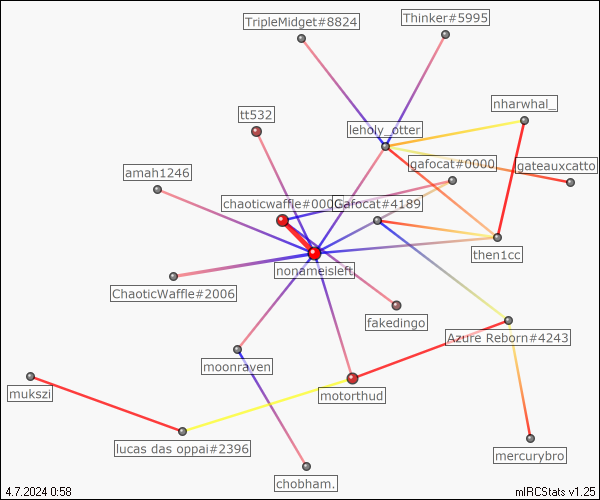 TripleMidget#8824
Thinker#5995
nharwhal_
tt532
leholy_otter
gafocat#0000
gateauxcatto
amah1246
chaoticwaffle#000
Gafocat#4189
then1cc
nonameisleft
ChaoticWaffle#2006
fakedingo
Azure Reborn#4243
moonraven
mukszi
motorthud
lucas das oppai#2396
mercurybro
chobham.
4.7.2024 0:58
mIRCStats v1.25